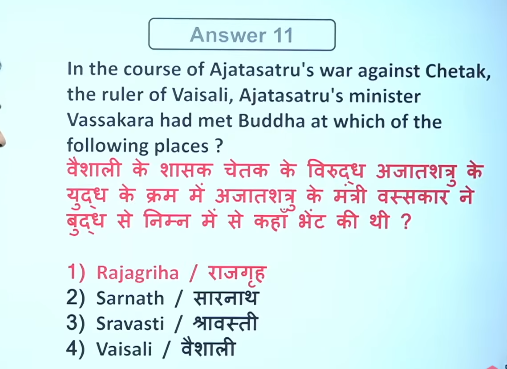 Answer 11
In the course of Ajatasatru's war against Chetak,
the ruler of Vaisali, Ajatasatru's minister
Vassakara had met Buddha at which of the
following places ?
वैशाली के शासक चेतक के विरुद्ध अजातशत्रु के
युद्ध के क्रम में अजातशत्रु के मंत्री वस्सकार ने
बुद्ध से निम्न में से कहाँ भेंट की थी ?
1) Rajagriha / राजगृह
2) Sarnath / सारनाथ
3) Sravasti / श्रावस्ती
4) Vaisali / वैशाली